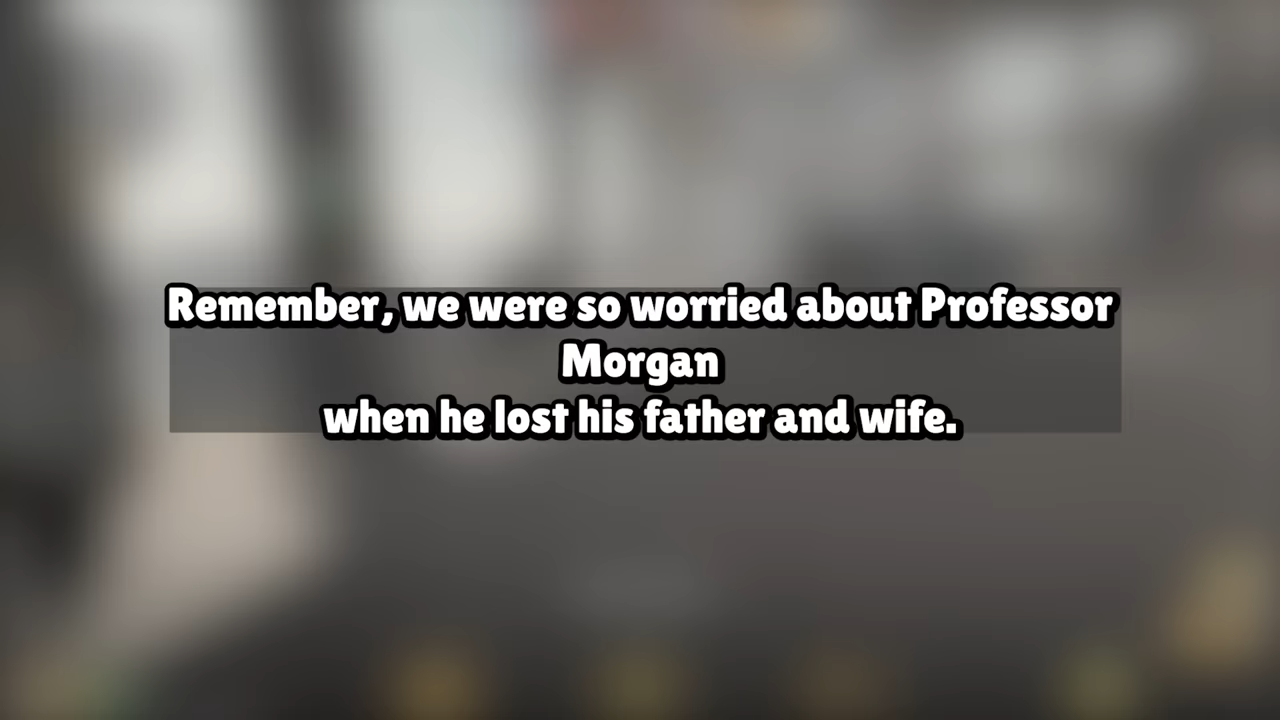 Remember, we were so worried about Professor
Morgan
when he lost his father and wife.